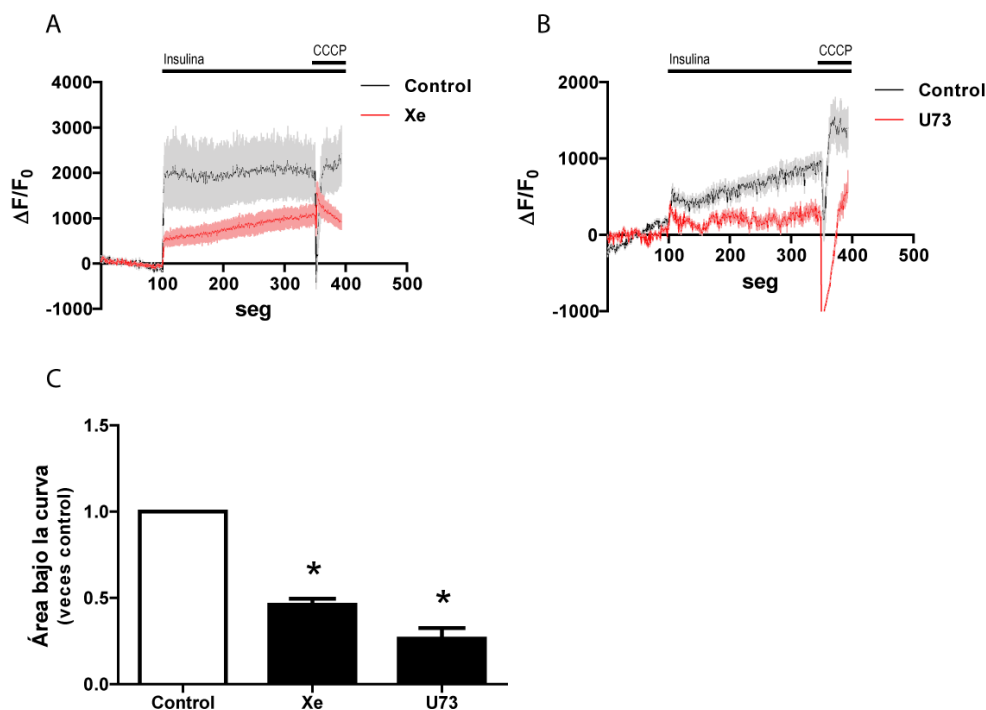 A
CCCP
Insulina
4000
3000
2000
1000
0
-1000
ΔF/F0
100
200
300
400
500
seg
Control
Xe
B
CCCP
Insulina
2000
1000
0
-1000
ΔF/F0
100
200
300
400
500
seg
Control
U73
C
1.5
1.0
0.5
0.0
Área bajo la curva
(veces control)
*
*
Control
Xe
U73